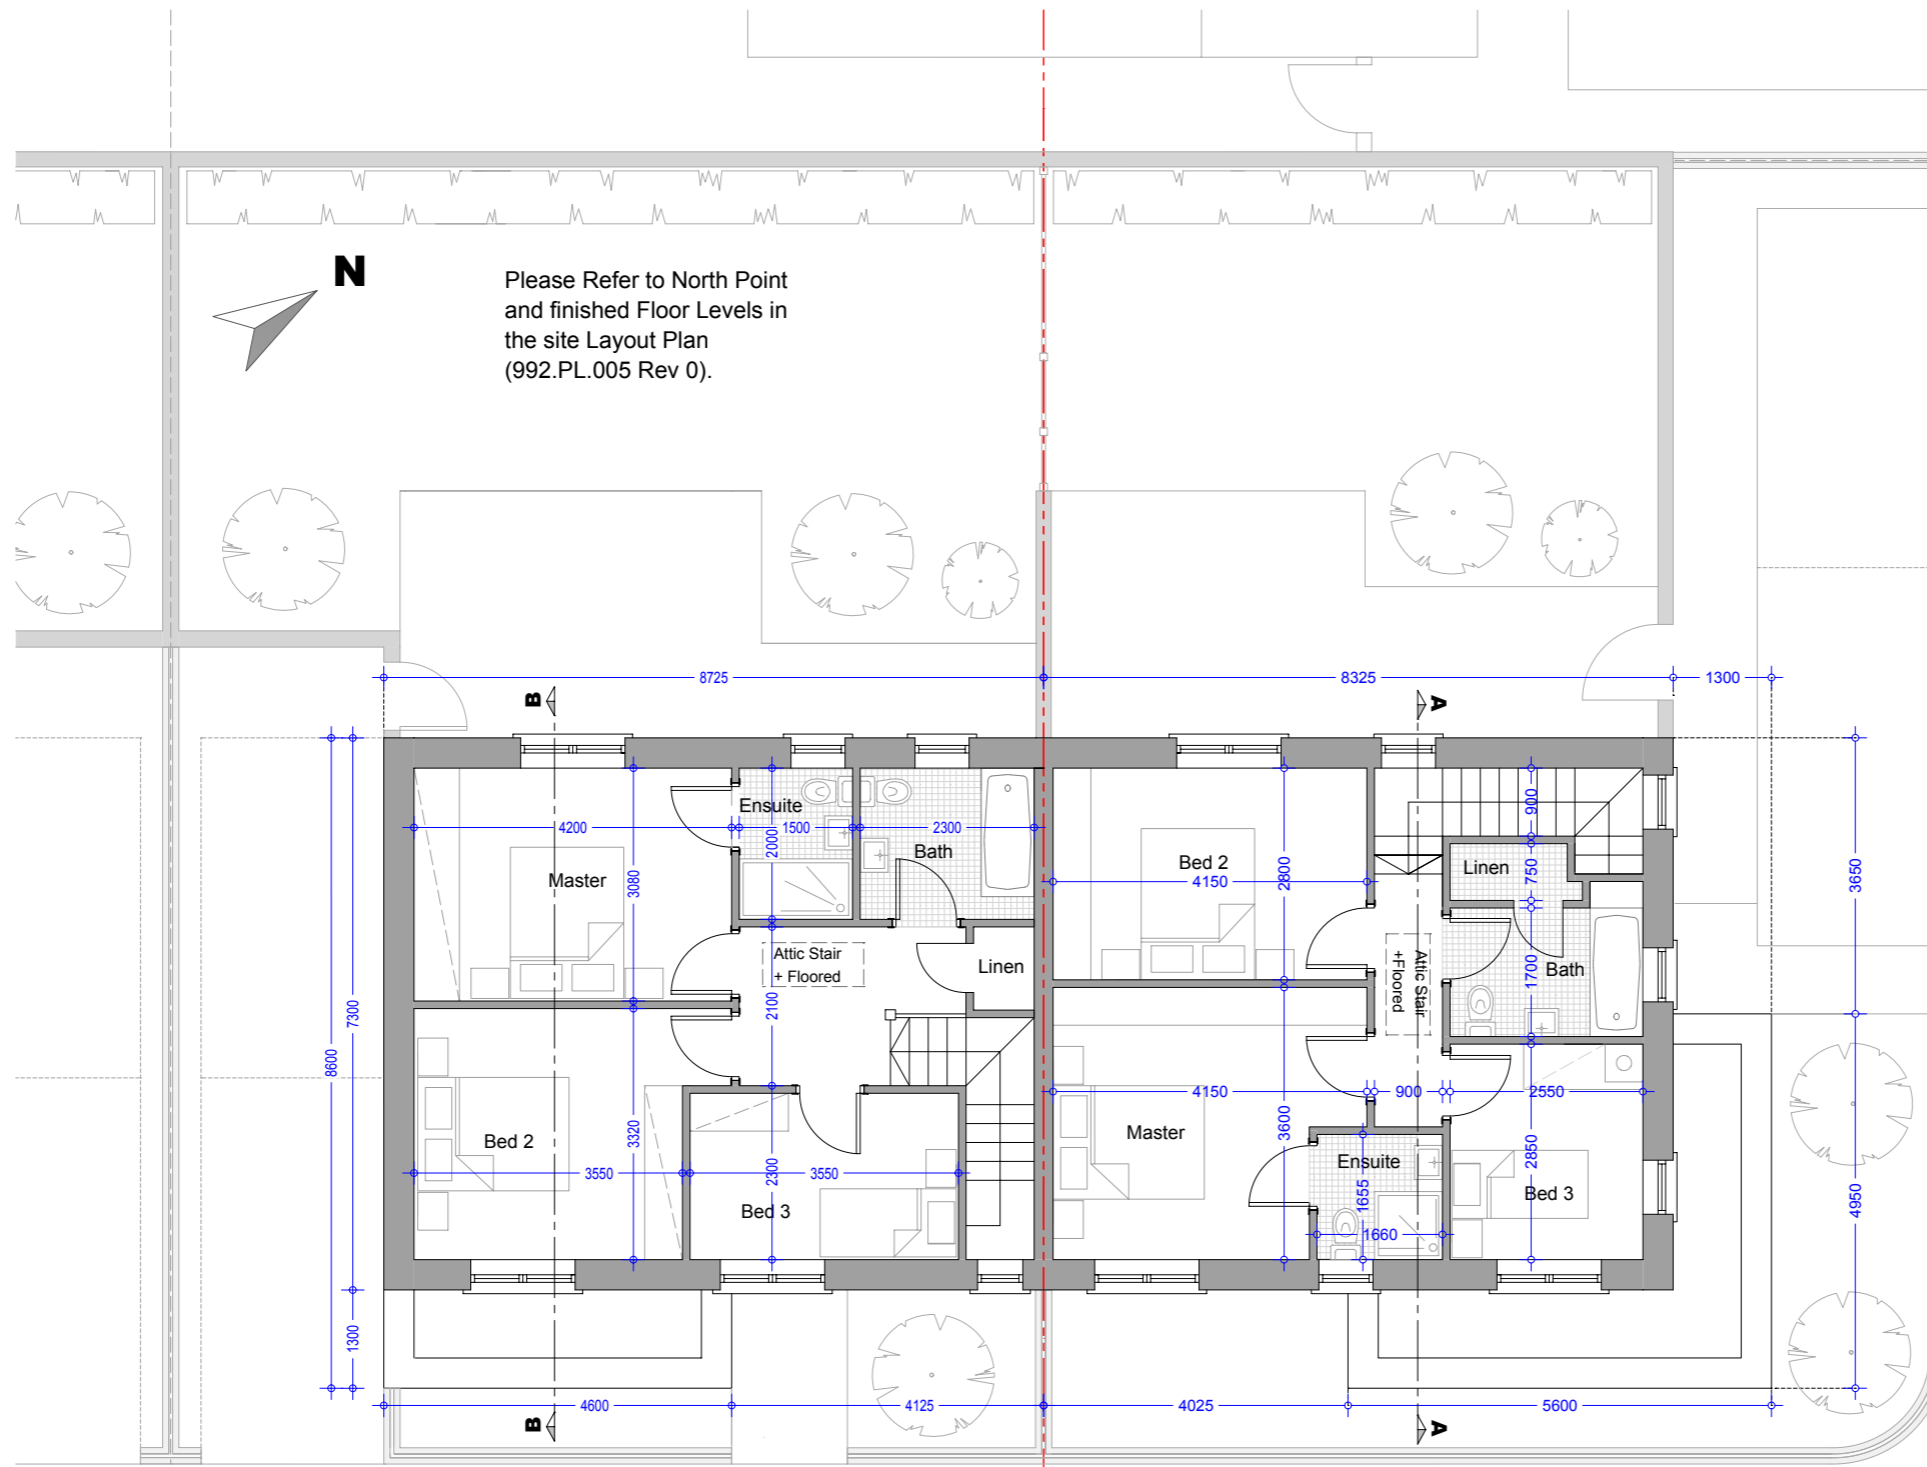 N
Please Refer to North Point
and finished Floor Levels in
the site Layout Plan
(992.PL.005 Rev 0).
8725
8325
1300
B
A
Ensuite
4200
1500
2300
2000
Bath
Master
3080
Bed 2
4150
2800
900
Linen
750
3650
Attic Stair
+ Floored
Linen
Attic Stair
+Floored
1700
Bath
2100
7300
8600
4150
900
2550
Bed 2
3320
3550
3550
2300
Bed 3
Master
3600
Ensuite
1655
1660
2850
Bed 3
4950
1300
4600
4125
4025
5600
B
A